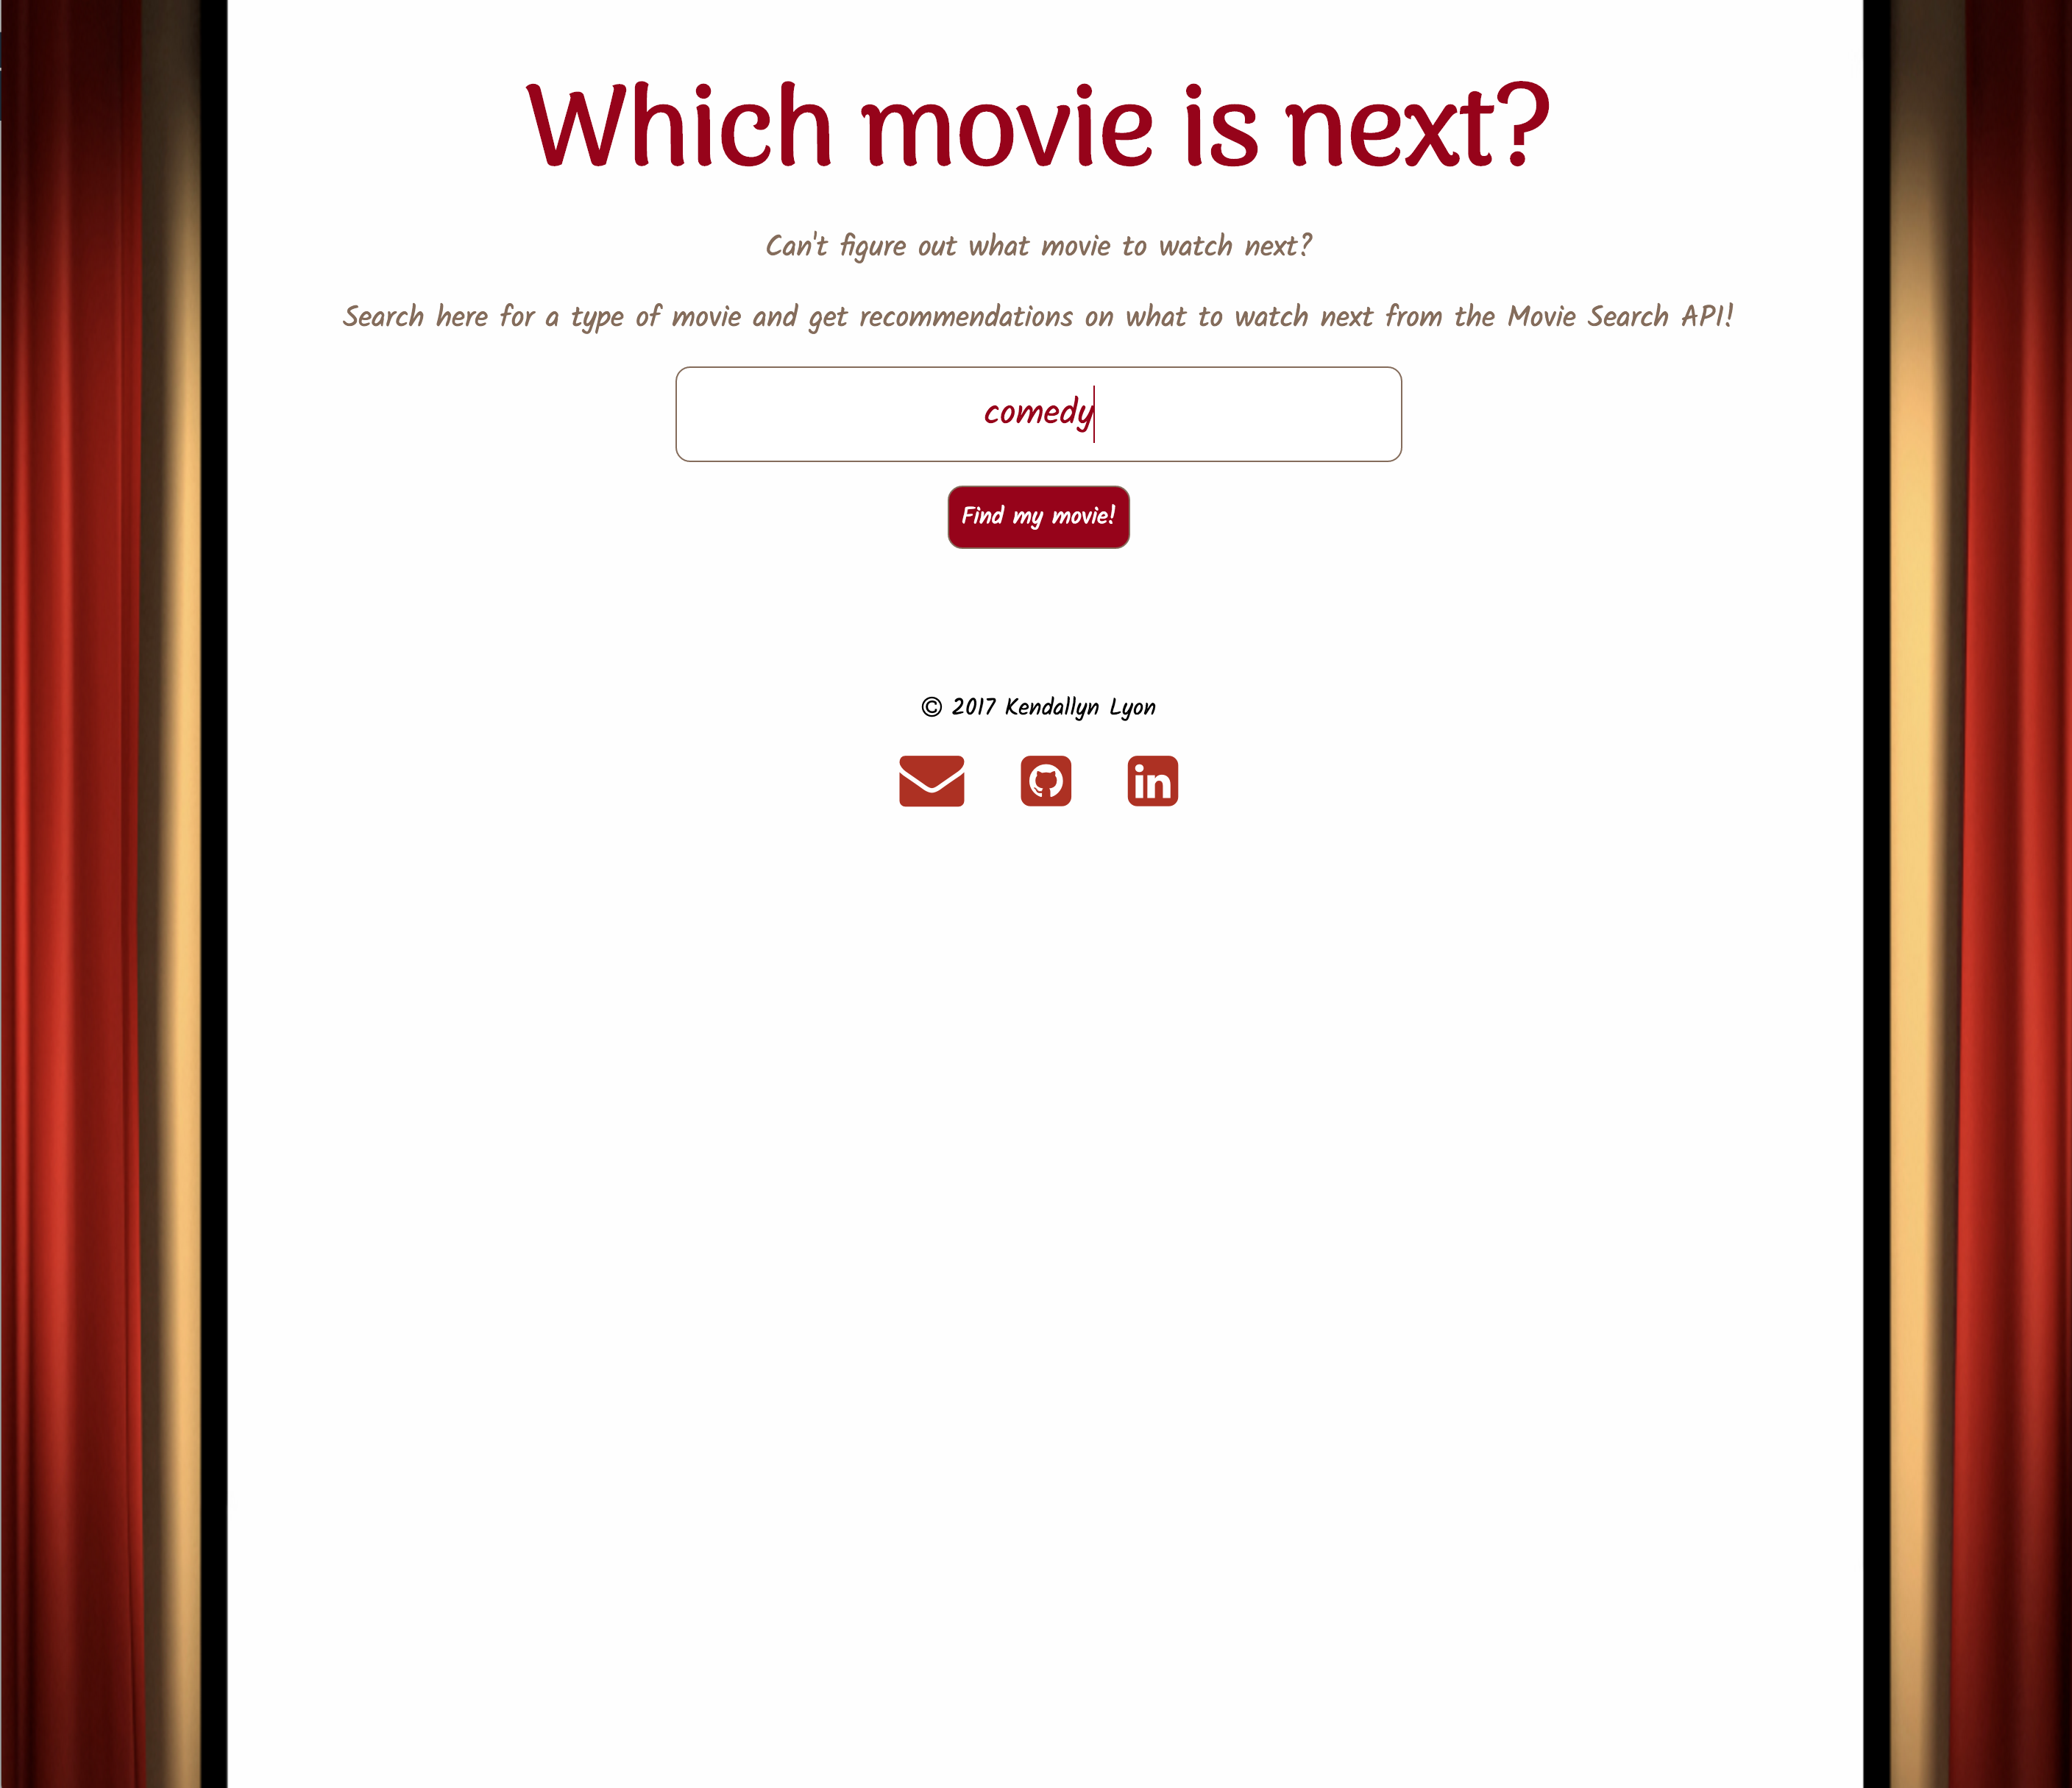 Which movie is next?
Can't figure out what movie to watch next?
Search here for a type of movie and get recommendations on what to watch next from the Movie Search API!
comedy
Find my movie!
© 2017 Kendallyn Lyon
in